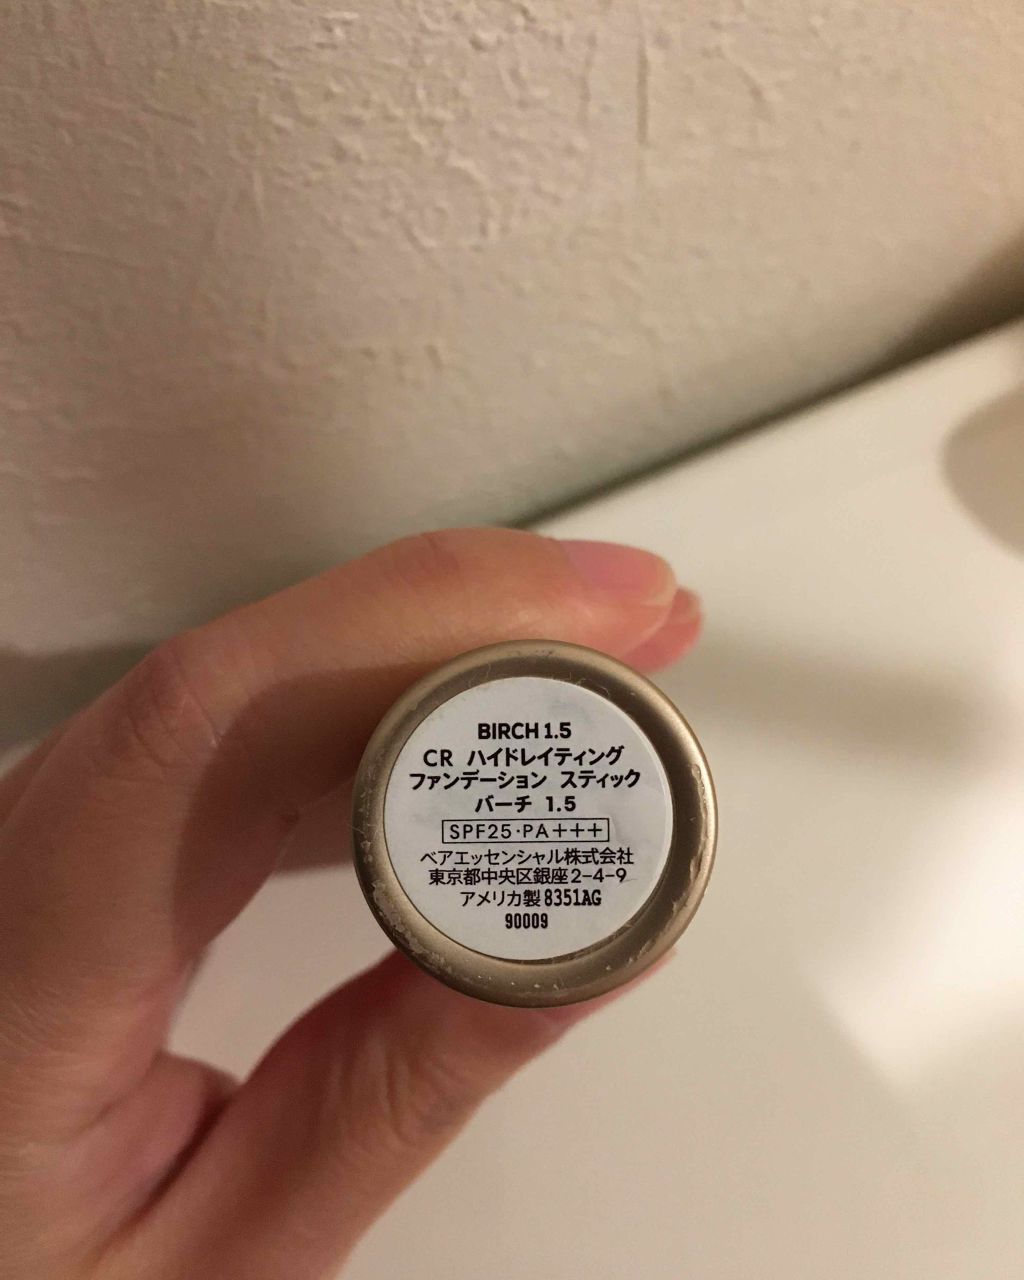 BIRCH 1.5
CR ハイドレイティング
ファンデーション スティック
バーチ 1.5
SPF25·PA+++
ベアエッセンシャル株式会社
東京都中央区銀座2-4-9
アメリカ製 8351AG
90009